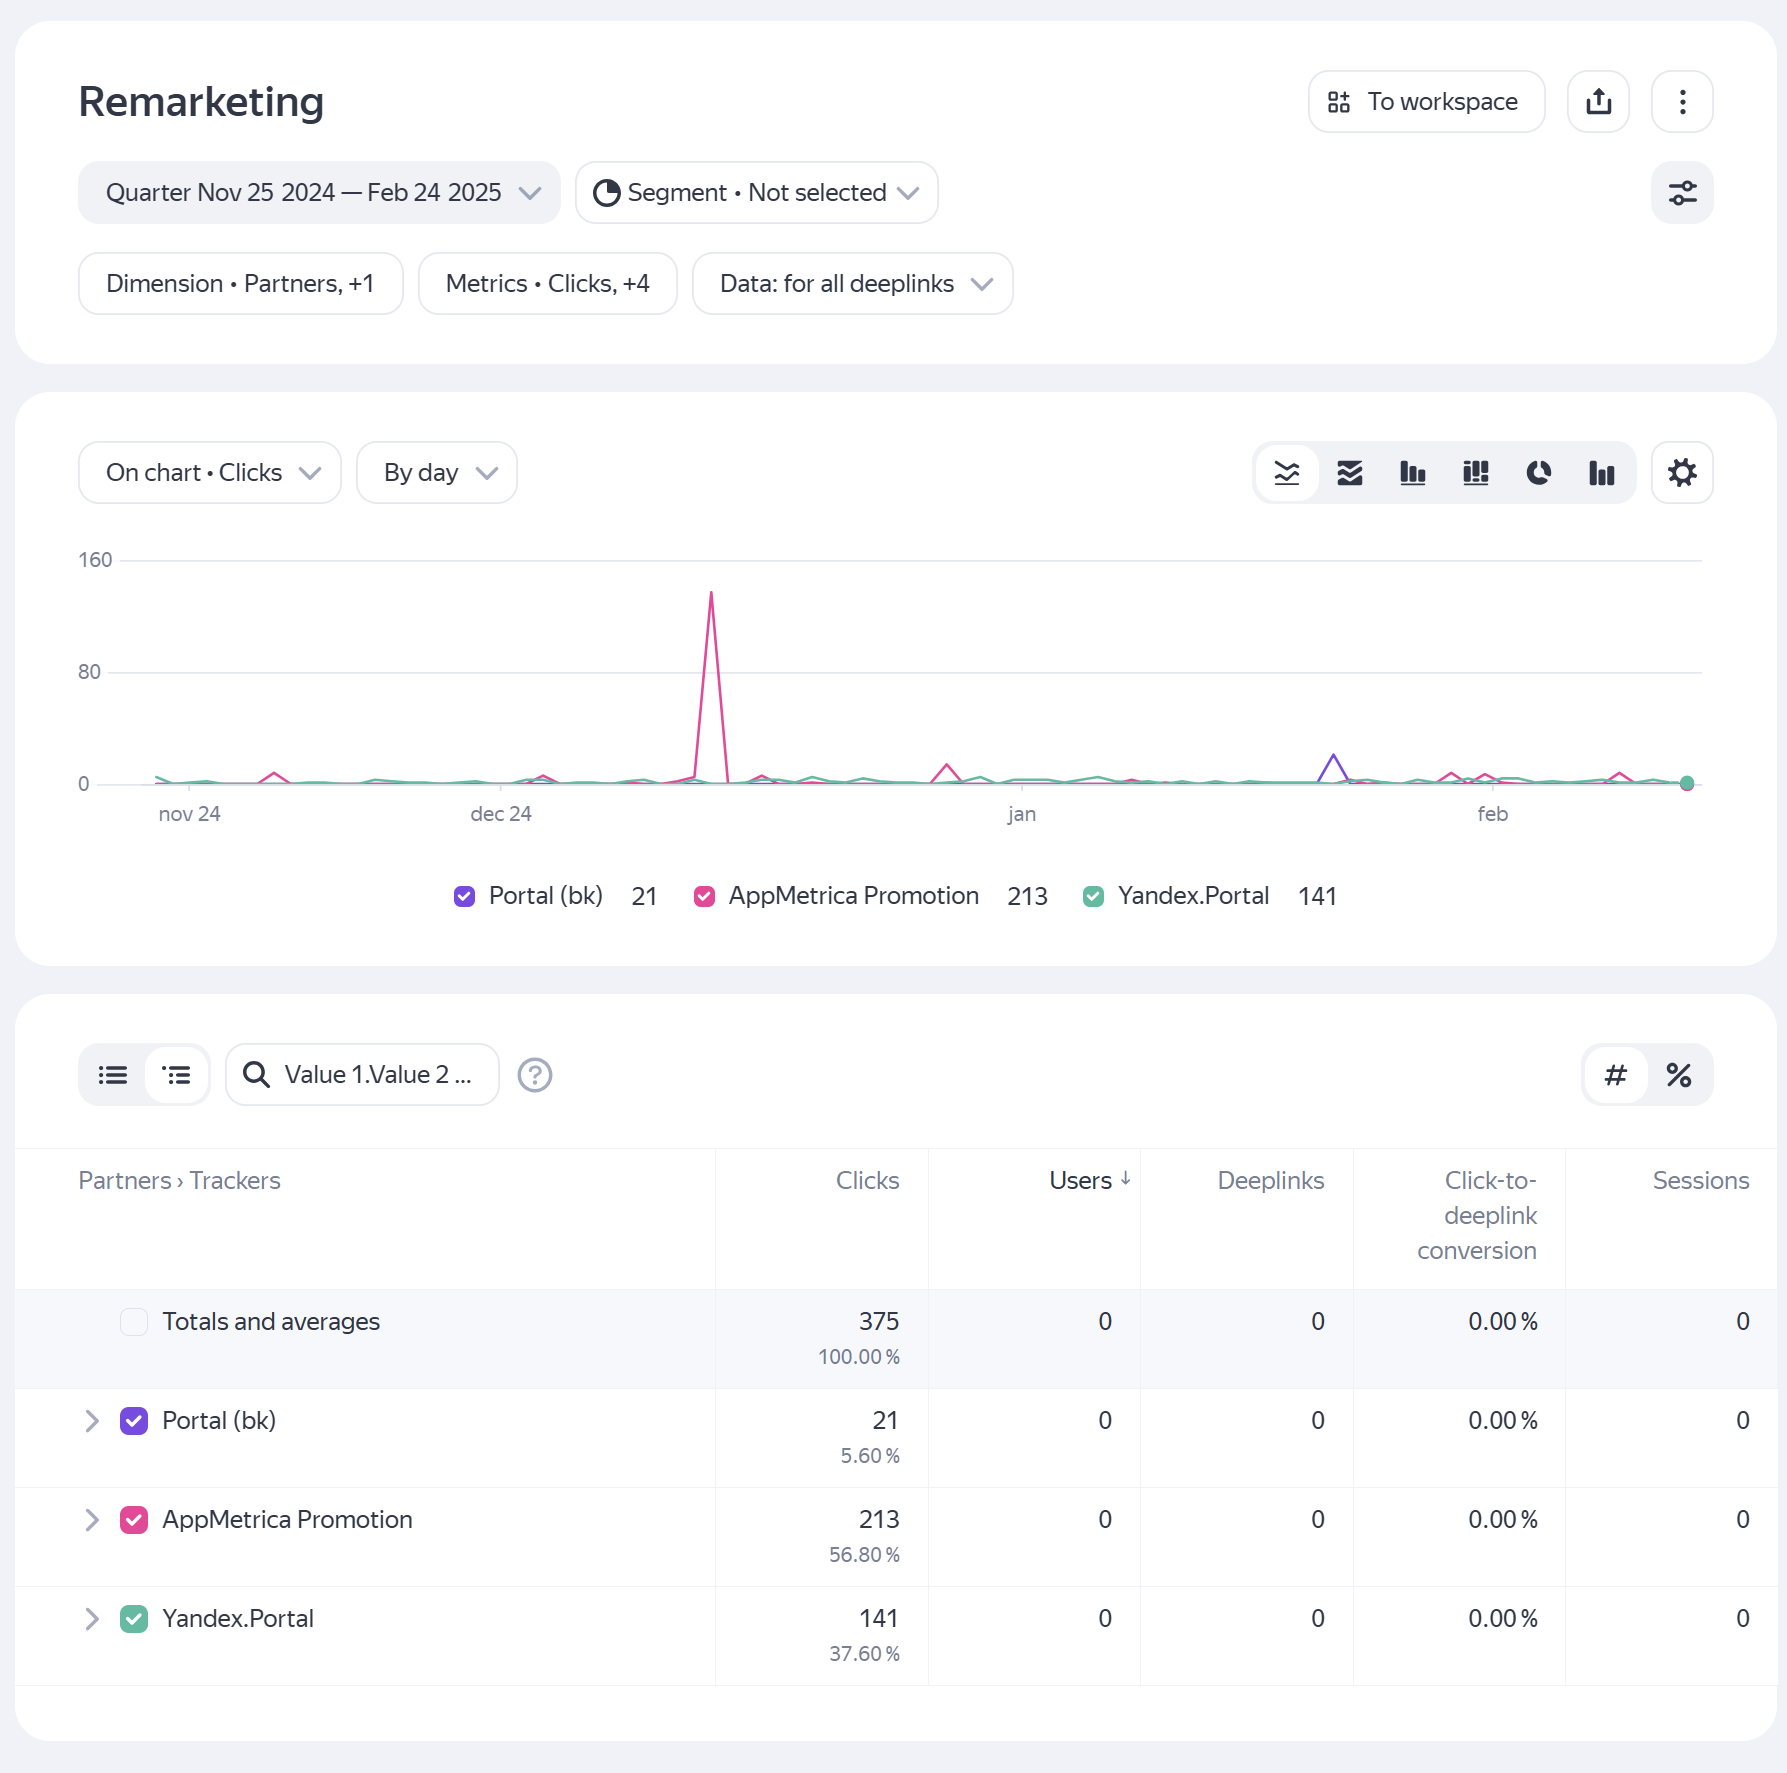 Remarketing
To workspace
Quarter Nov 25 2024 — Feb 24 2025
Segment • Not selected
Dimension • Partners, +1
Metrics • Clicks, +4
Data: for all deeplinks
On chart • Clicks
By day
160
80
0
nov 24
dec 24
jan
feb
Portal (bk) 21
AppMetrica Promotion 213
Yandex.Portal 141
Value 1.Value 2 ...
?
# %
Partners › Trackers
Clicks
Users ↓
Deeplinks
Click-to-
deeplink
conversion
Sessions
Totals and averages 375 0 0 0.00 % 0
100.00 %
Portal (bk) 21 0 0 0.00 % 0
5.60 %
AppMetrica Promotion 213 0 0 0.00 % 0
56.80 %
Yandex.Portal 141 0 0 0.00 % 0
37.60 %